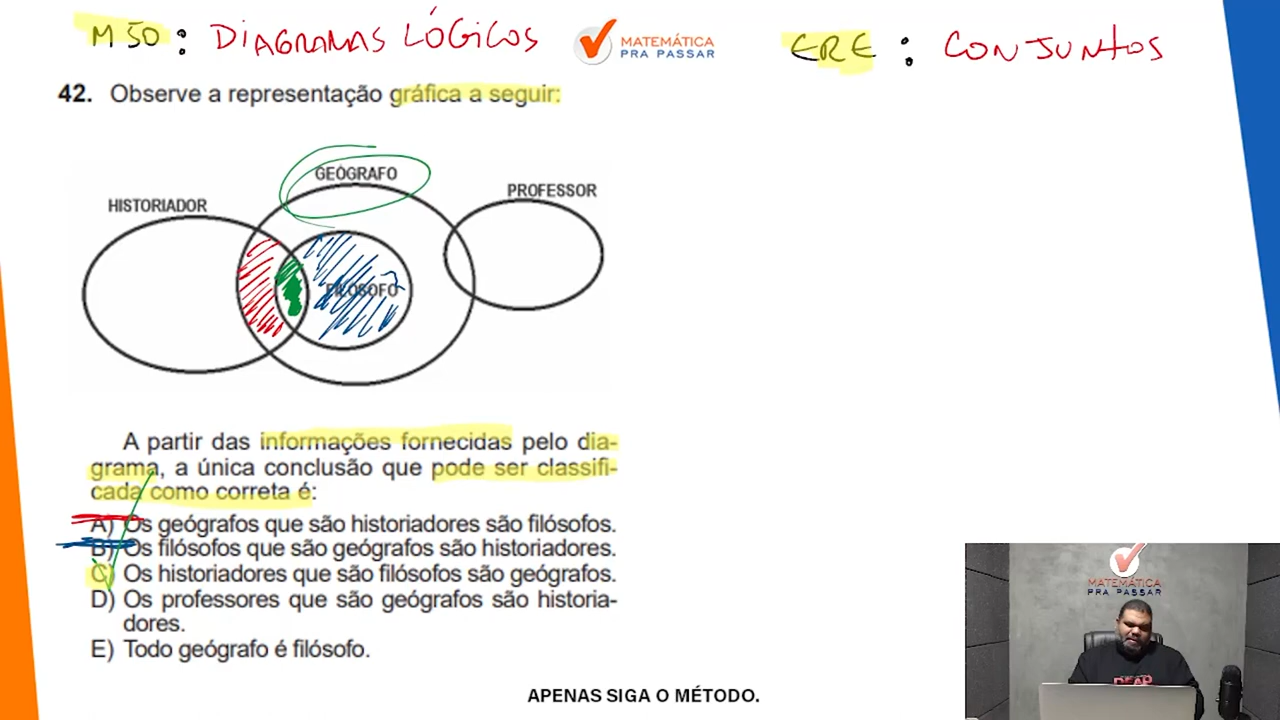 M50 : DIAGRAMAS LÓGICOS
MATEMÁTICA
PRA PASSAR
ERE : CONJUNTOS
42. Observe a representação gráfica a seguir:
GEÓGRAFO
HISTORIADOR
PROFESSOR
FILÓSOFO
A partir das informações fornecidas pelo dia-
grama, a única conclusão que pode ser classifi-
cada como correta é:
A) Os geógrafos que são historiadores são filósofos.
B) Os filósofos que são geógrafos são historiadores.
C) Os historiadores que são filósofos são geógrafos.
D) Os professores que são geógrafos são historia-
dores.
E) Todo geógrafo é filósofo.
MATEMÁTICA
PRA PASSAR
APENAS SIGA O MÉTODO.